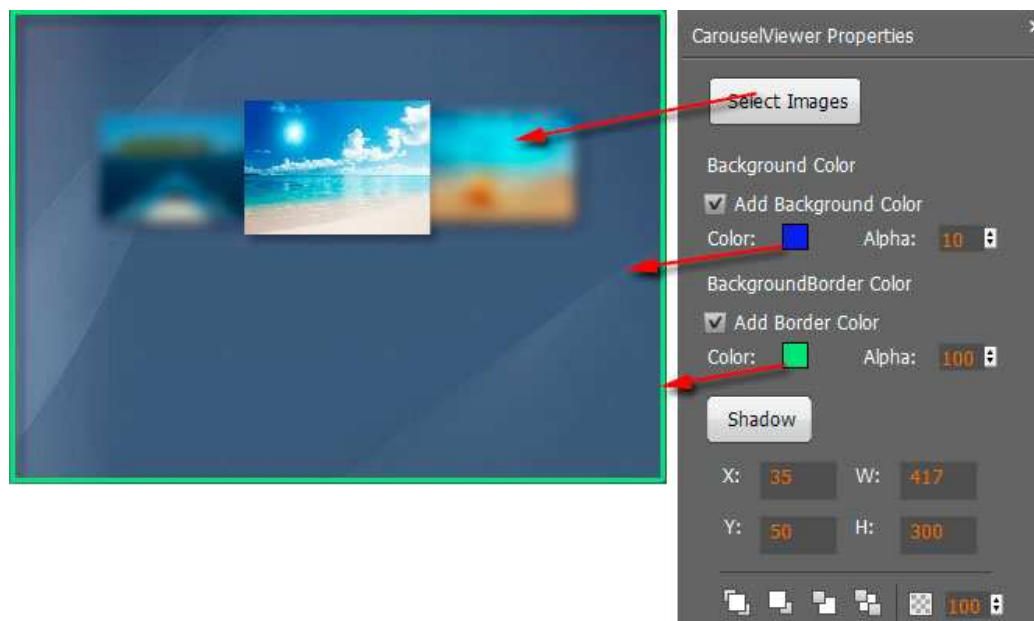 CarouselViewer Properties
Select Images
Background Color
Add Background Color
Color: Alpha: 10
BackgroundBorder Color
Add Border Color
Color: Alpha: 100
Shadow
X: 35 W: 417
Y: 50 H: 300
100